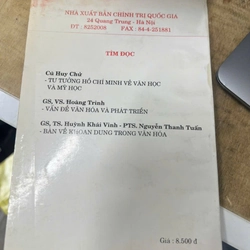 NHÀ XUẤT BẢN CHÍNH TRỊ QUỐC GIA
24 Quang Trung - Hà Nội
ĐT : 8252008 FAX : 84-4-251881
TÌM ĐỌC
Cù Huy Chử
- TƯ TƯỞNG HỒ CHÍ MINH VỀ VĂN HỌC
VÀ MỸ HỌC
GS, VS. Hoàng Trinh
- VẤN ĐỀ VĂN HÓA VÀ PHÁT TRIỂN
GS, TS. Huỳnh Khái Vinh - PTS. Nguyễn Thanh Tuấn
- BÀN VỀ KHOAN DUNG TRONG VĂN HÓA
Giá : 8.500 đ